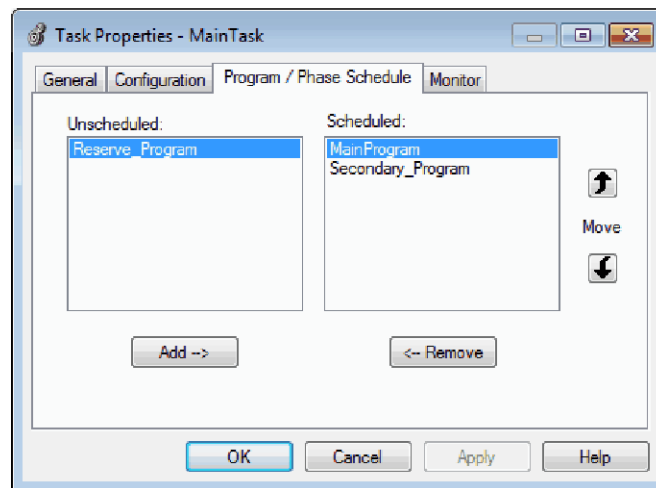 Task Properties - MainTask
General Configuration Program / Phase Schedule Monitor
Unscheduled:
Reserve_Program
Scheduled:
MainProgram
Secondary_Program
Move
Add -->
<-- Remove
OK Cancel Apply Help